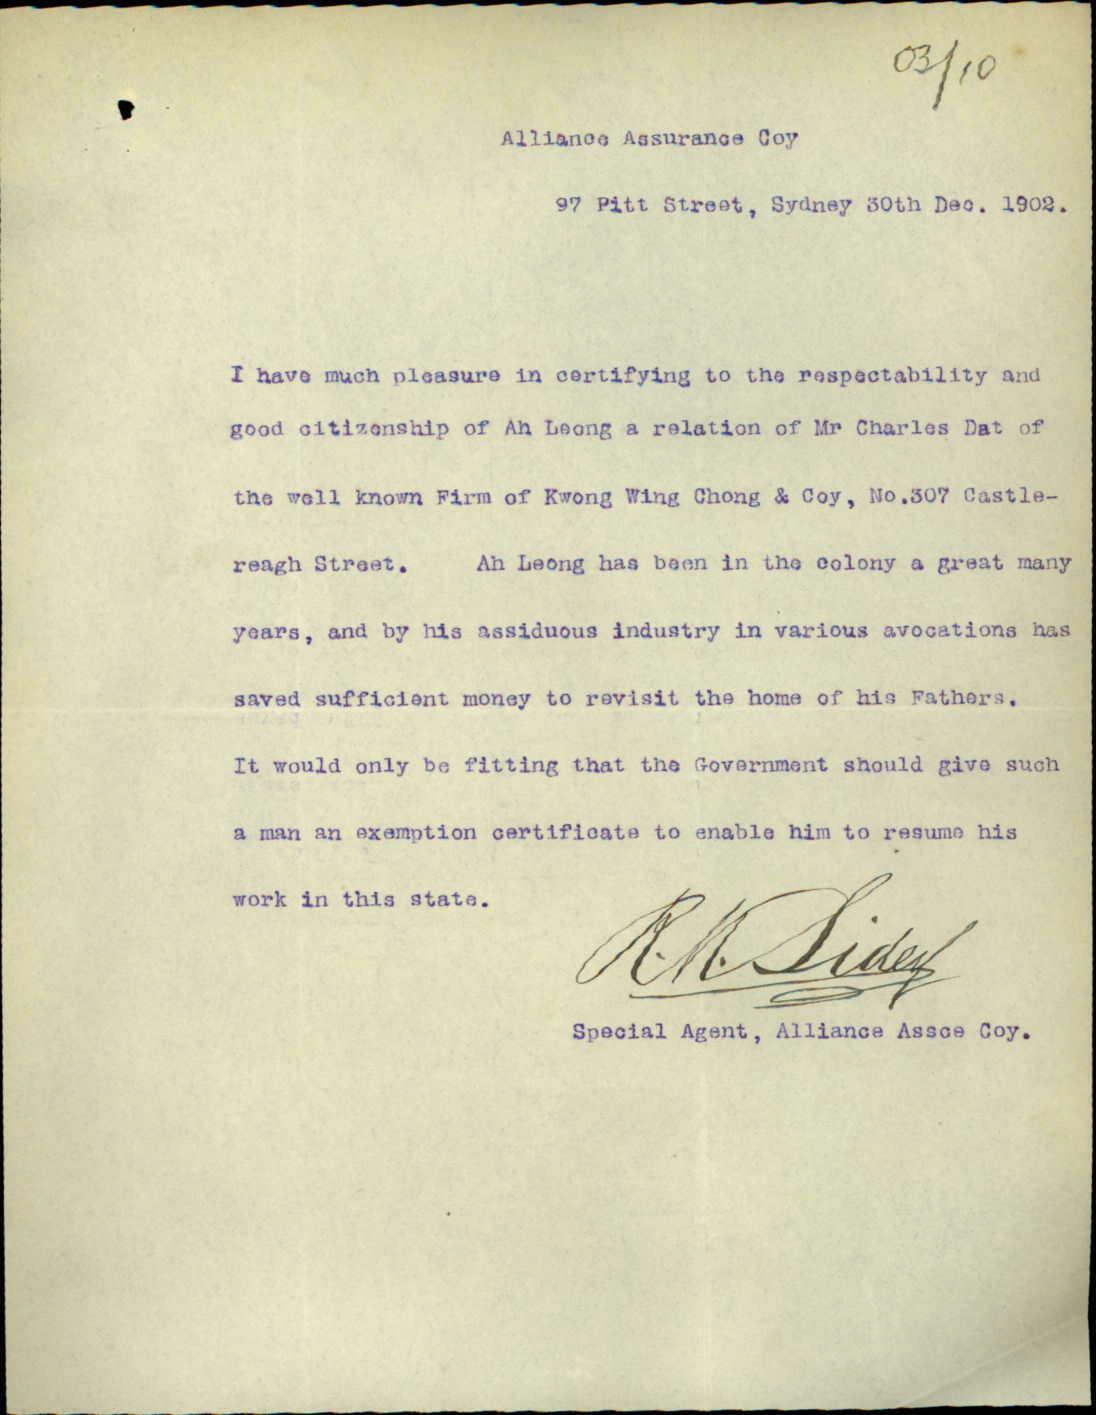 03/10
Alliance Assurance Coy
97 Pitt Street, Sydney 30th Dec. 1902.
I have much pleasure in certifying to the respectability and
good citizenship of Ah Leong a relation of Mr Charles Dat of
the well known Firm of Kwong Wing Chong & Coy, No.307 Castle-
reagh Street. Ah Leong has been in the colony a great many
years, and by his assiduous industry in various avocations has
saved sufficient money to revisit the home of his Fathers.
It would only be fitting that the Government should give such
a man an exemption certificate to enable him to resume his
work in this state.
Special Agent, Alliance Assce Coy.